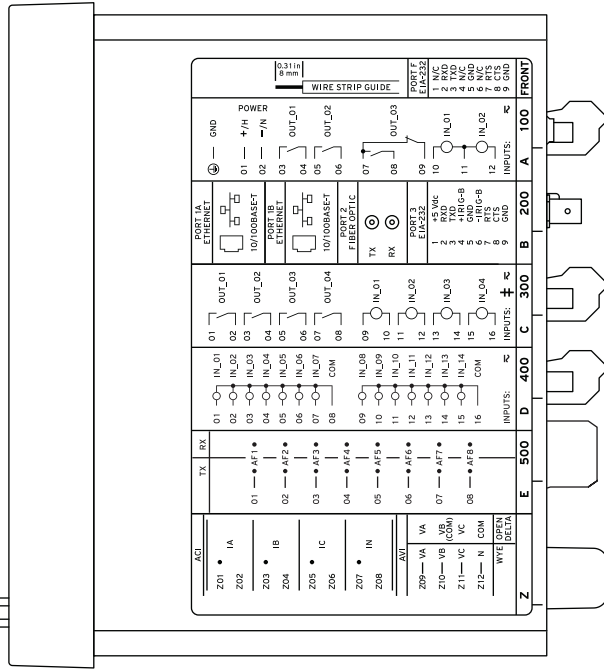 ACI
Z01
IA
Z02
Z03
IB
Z04
Z05
IC
Z06
Z07
IN
Z08
AVI
Z09 VA VA
Z10 VB VB (COM)
Z11 VC VC
Z12 N COM
WYE OPEN
DELTA
Z
TX RX
01 AF1
02 AF2
03 AF3
04 AF4
05 AF5
06 AF6
07 AF7
08 AF8
E 500
01 IN_01
02 IN_02
03 IN_03
04 IN_04
05 IN_05
06 IN_06
07 IN_07
08 COM
09 IN_08
10 IN_09
11 IN_10
12 IN_11
13 IN_12
14 IN_13
15 IN_14
16 COM
INPUTS:
D 400
01
OUT_01
02
03
OUT_02
04
05
OUT_03
06
07
OUT_04
08
09
IN_01
10
11
IN_02
12
13
IN_03
14
15
IN_04
16
INPUTS:
C 300
PORT 1A
ETHERNET
10/100BASE-T
PORT 1B
ETHERNET
10/100BASE-T
PORT 2
FIBER OPTIC
TX
RX
PORT 3
EIA-232
1 +5 Vdc
2 RXD
3 TXD
4 +IRIG-B
5 GND
6 -IRIG-B
7 RTS
8 CTS
9 GND
B 200
GND
POWER
01 +/H
02 −/N
03
OUT_01
04
05
OUT_02
06
07
OUT_03
08
09
10
IN_01
11
IN_02
12
INPUTS:
A 100
0.31 in
8 mm
WIRE STRIP GUIDE
PORT F
EIA-232
1 N/C
2 RXD
3 TXD
4 N/C
5 GND
6 N/C
7 RTS
8 CTS
9 GND
FRONT